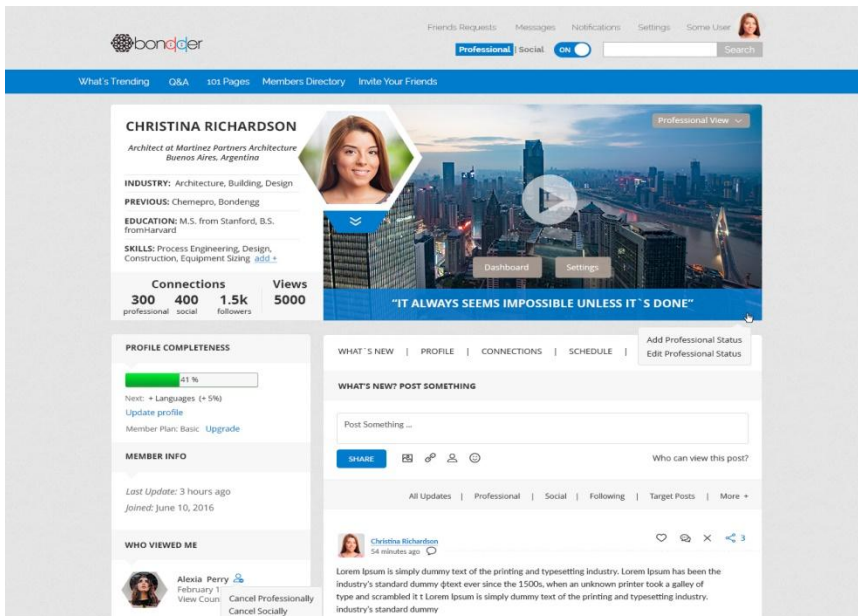 Friends Requests Messages Notifications Settings Some User
bondder
Professional | Social ON Search
What's Trending Q&A 101 Pages Members Directory Invite Your Friends
CHRISTINA RICHARDSON
Architect at Martinez Partners Architecture
Buenos Aires, Argentina
INDUSTRY: Architecture, Building, Design
PREVIOUS: Chemepro, Bondengg
EDUCATION: M.S. from Stanford, B.S.
fromHarvard
SKILLS: Process Engineering, Design,
Construction, Equipment Sizing add +
Connections Views
300 400 1.5k 5000
professional social followers
Professional View
Dashboard Settings
"IT ALWAYS SEEMS IMPOSSIBLE UNLESS IT`S DONE"
Add Professional Status
Edit Professional Status
PROFILE COMPLETENESS
41 %
Next: + Languages (+ 5%)
Update profile
Member Plan: Basic Upgrade
MEMBER INFO
Last Update: 3 hours ago
Joined: June 10, 2016
WHO VIEWED ME
Alexia Perry
February 1
View Coun
Cancel Professionally
Cancel Socially
WHAT`S NEW | PROFILE | CONNECTIONS | SCHEDULE |
WHAT'S NEW? POST SOMETHING
Post Something ...
SHARE Who can view this post?
All Updates | Professional | Social | Following | Target Posts | More +
Christina Richardson
54 minutes ago
3
Lorem Ipsum is simply dummy text of the printing and typesetting industry. Lorem Ipsum has been the
industry's standard dummy фtext ever since the 1500s, when an unknown printer took a galley of
type and scrambled it t Lorem Ipsum is simply dummy text of the printing and typesetting industry.
industry's standard dummy